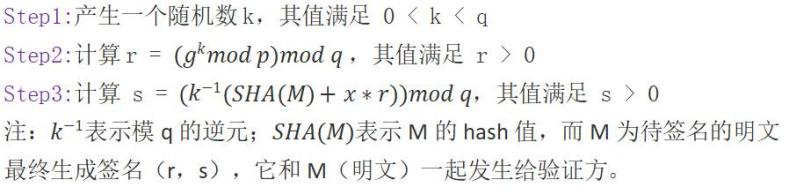 Step1:产生一个随机数k，其值满足 0 < k < q
Step2:计算r = (g^k mod p)mod q ，其值满足 r > 0
Step3:计算 s = (k^{-1}(SHA(M) + x * r))mod q，其值满足 s > 0
注：k^{-1}表示模 q 的逆元；SHA(M)表示 M 的 hash 值，而 M 为待签名的明文
最终生成签名（r，s），它和 M（明文）一起发生给验证方。